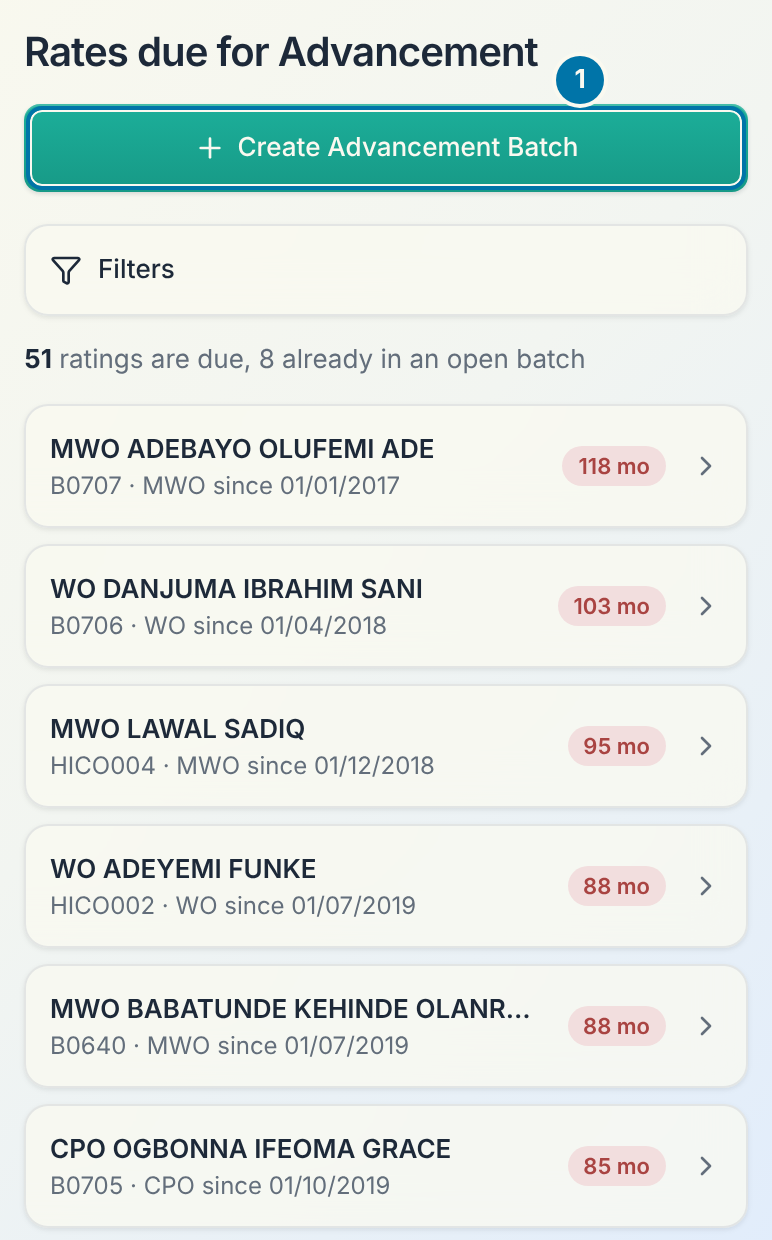 Rates due for Advancement
1
Create Advancement Batch
Filters
51 ratings are due, 8 already in an open batch
MWO ADEBAYO OLUFEMI ADE
118 mo
B0707 · MWO since 01/01/2017
WO DANJUMA IBRAHIM SANI
103 mo
B0706 · WO since 01/04/2018
MWO LAWAL SADIQ
95 mo
HICO004 · MWO since 01/12/2018
WO ADEYEMI FUNKE
88 mo
HICO002 · WO since 01/07/2019
MWO BABATUNDE KEHINDE OLANR...
88 mo
B0640 · MWO since 01/07/2019
CPO OGBONNA IFEOMA GRACE
85 mo
B0705 · CPO since 01/10/2019